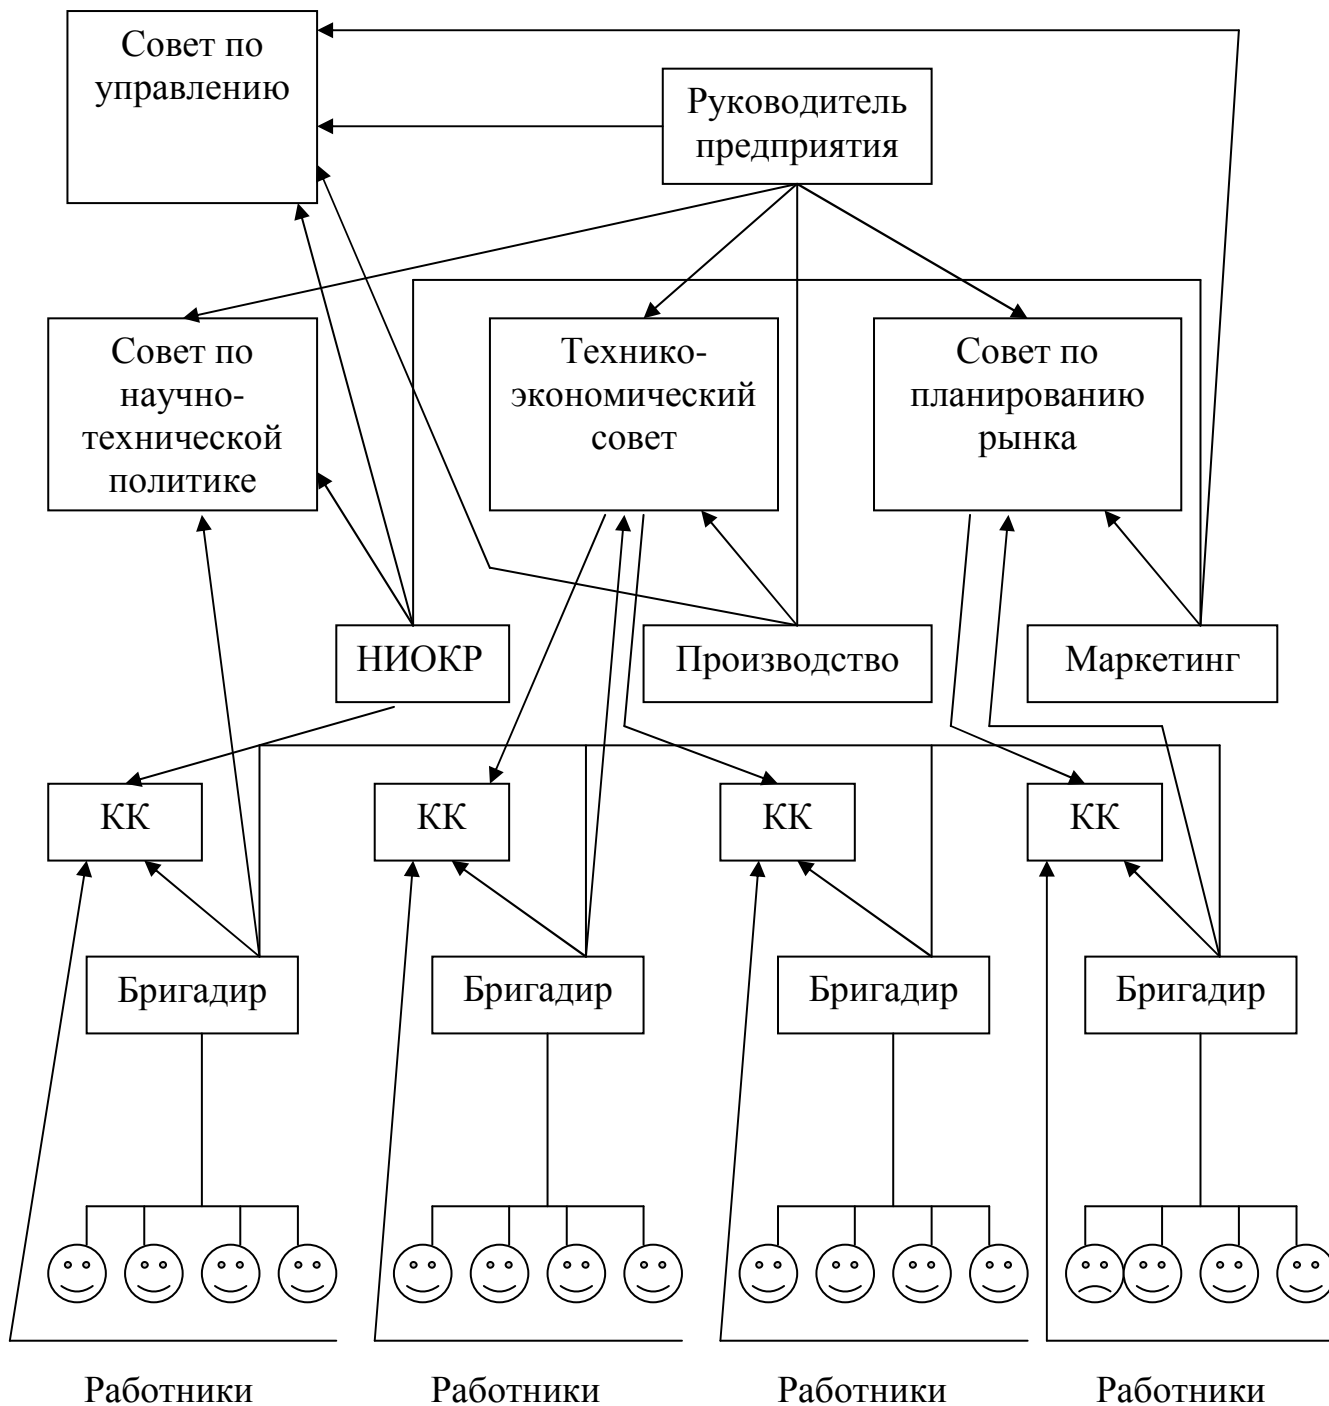 Совет по
управлению
Руководитель
предприятия
Совет по
научно-
технической
политике
Технико-
экономический
совет
Совет по
планированию
рынка
НИОКР
Производство
Маркетинг
КК
КК
КК
КК
Бригадир
Бригадир
Бригадир
Бригадир
Работники
Работники
Работники
Работники